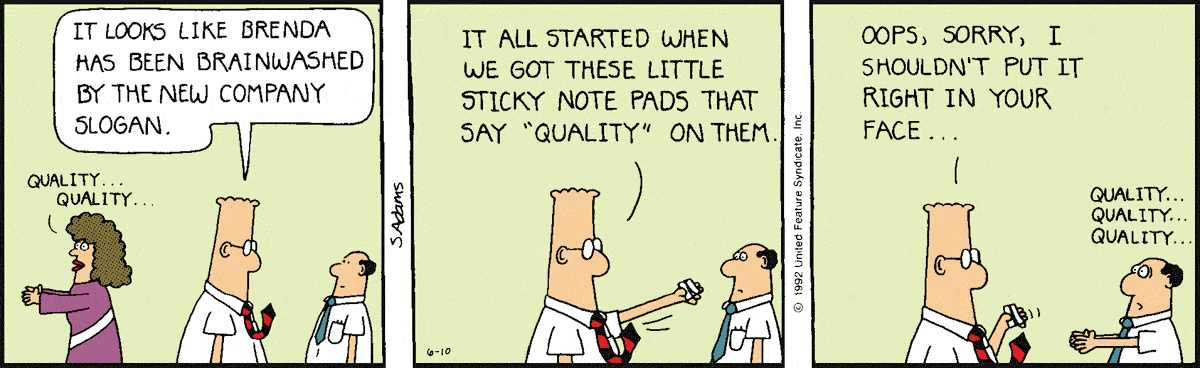 IT LOOKS LIKE BRENDA
HAS BEEN BRAINWASHED
BY THE NEW COMPANY
SLOGAN.
QUALITY...
QUALITY...
S.Adams
IT ALL STARTED WHEN
WE GOT THESE LITTLE
STICKY NOTE PADS THAT
SAY "QUALITY" ON THEM.
6-10
© 1992 United Feature Syndicate, Inc.
OOPS, SORRY, I
SHOULDN'T PUT IT
RIGHT IN YOUR
FACE...
QUALITY...
QUALITY...
QUALITY...